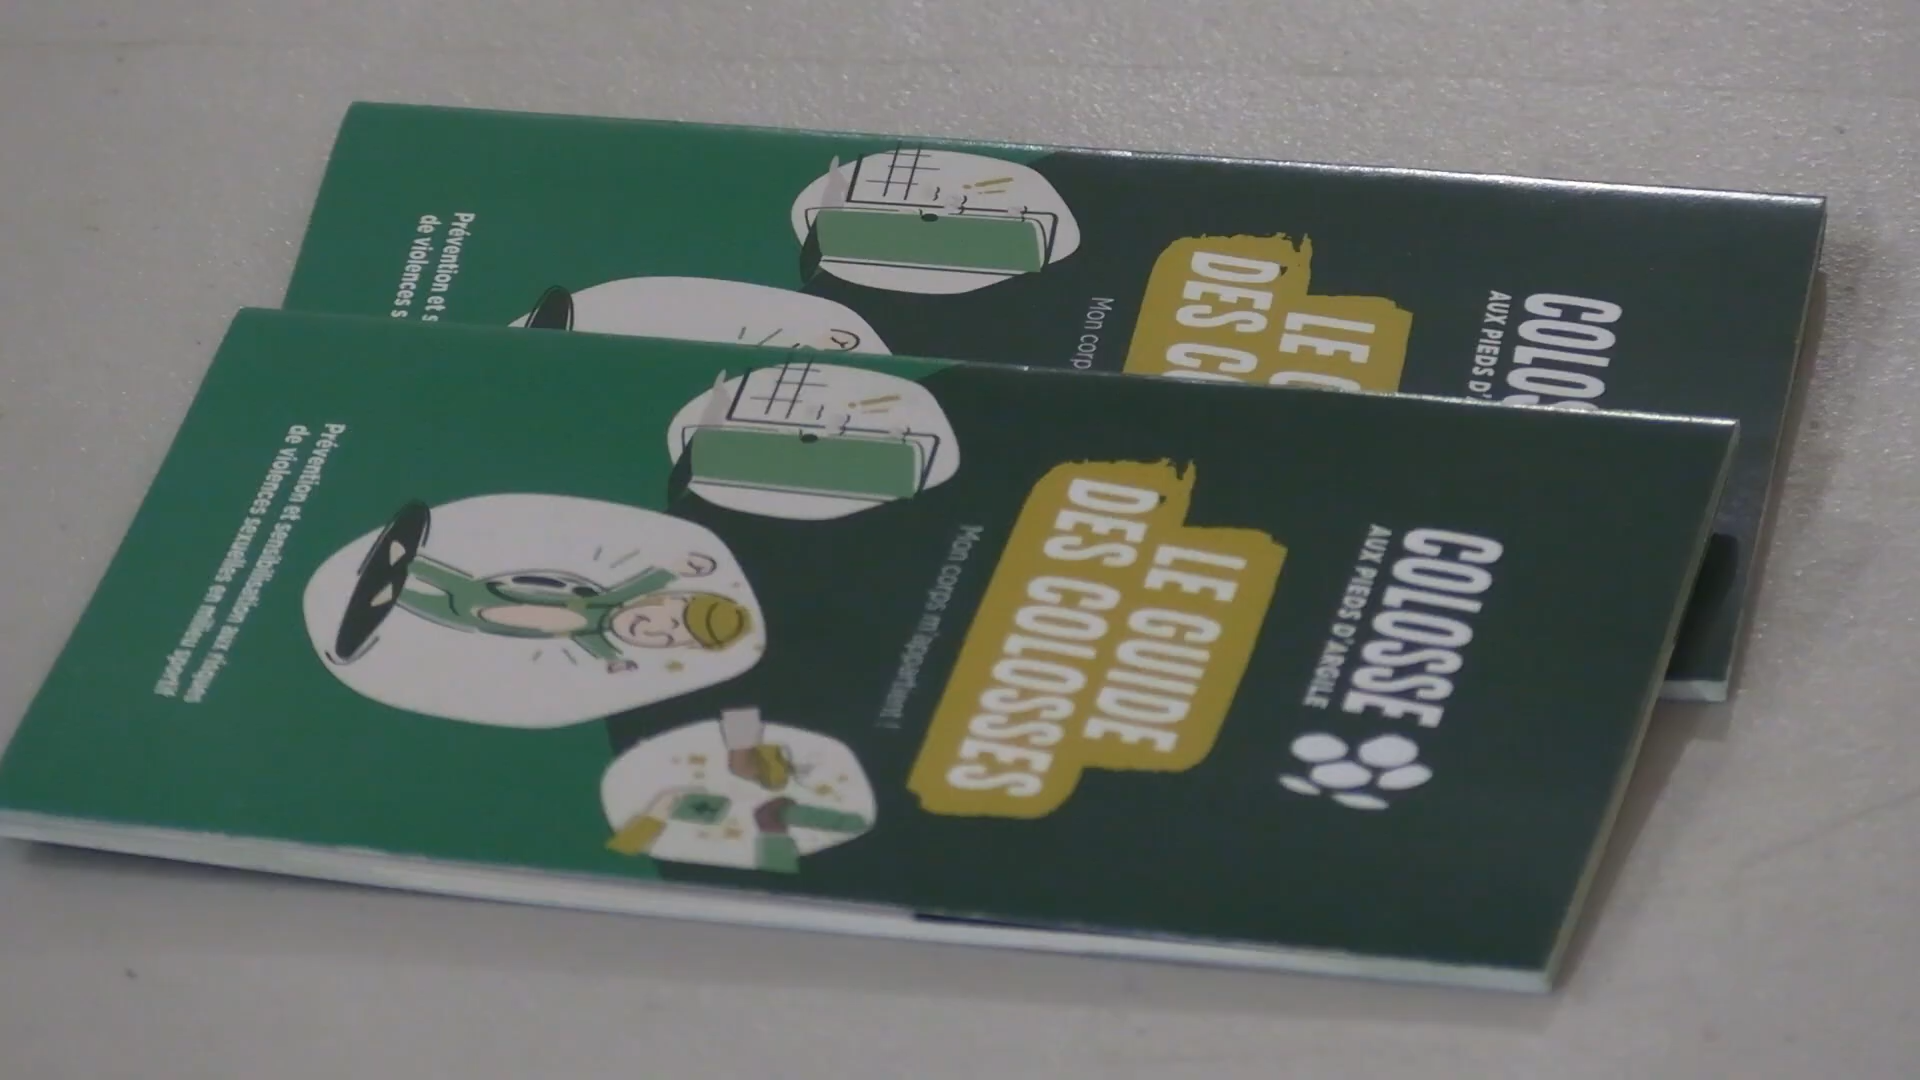 COLOSSE
AUX PIEDS D'ARGILE
LE GUIDE
DES COLOSSES
Mon corps m'appartient !
Prévention et sensibilisation aux risques
de violences sexuelles en milieu sportif
COLOS
AUX PIEDS D'A
LE G
DES CO
Mon corp
Prévention et s
de violences s